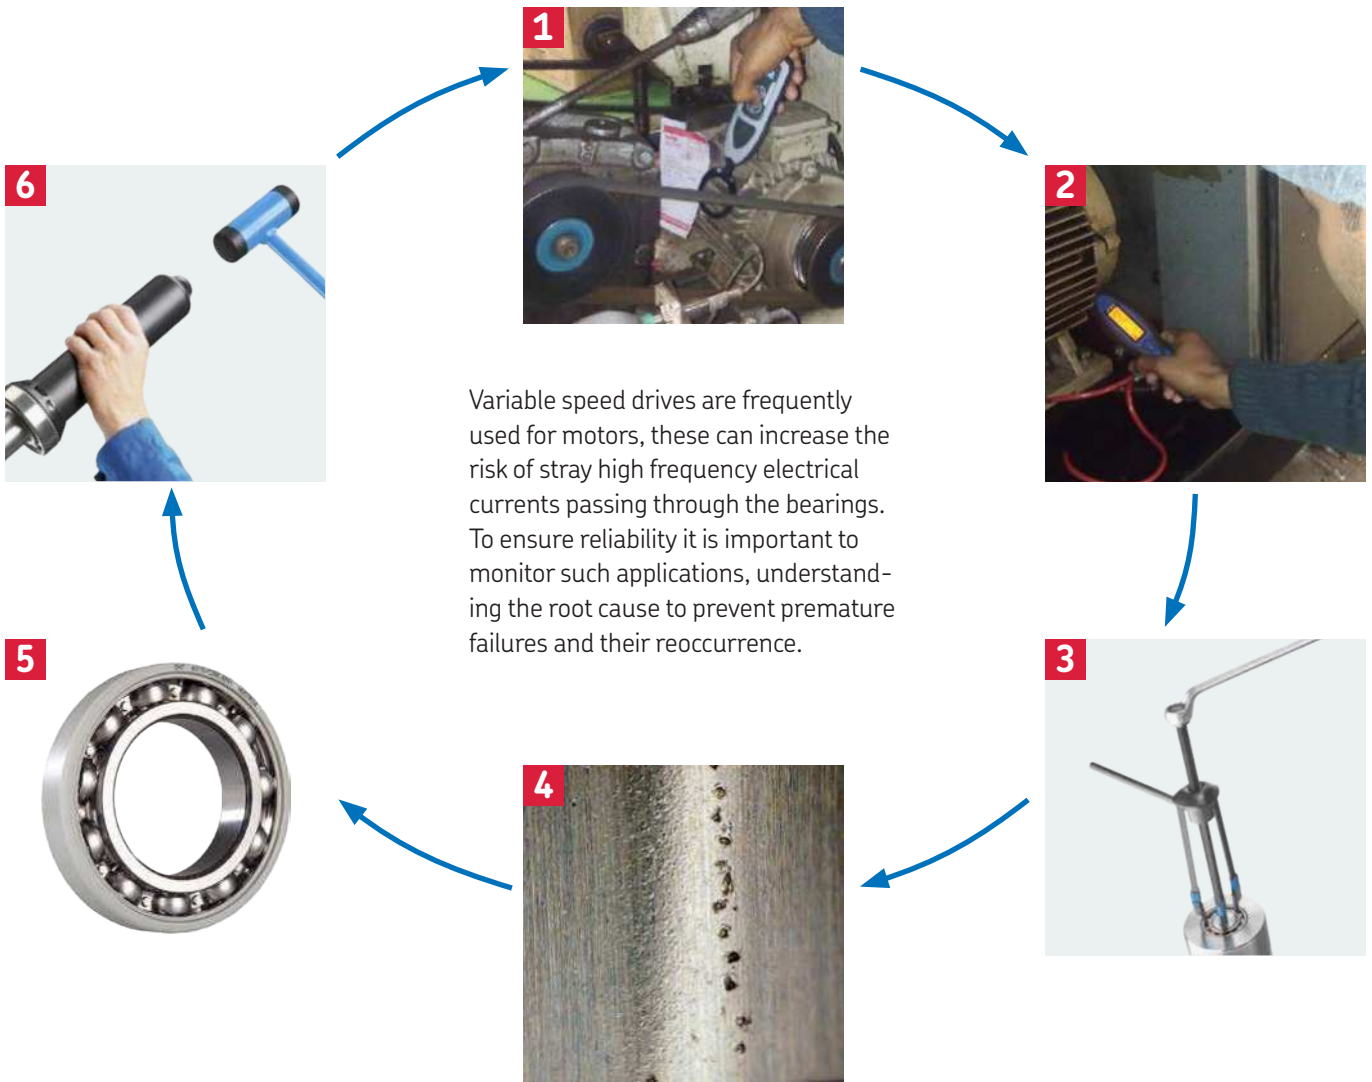 1
2
3
4
5
6
Variable speed drives are frequently
used for motors, these can increase the
risk of stray high frequency electrical
currents passing through the bearings.
To ensure reliability it is important to
monitor such applications, understand-
ing the root cause to prevent premature
failures and their reoccurrence.